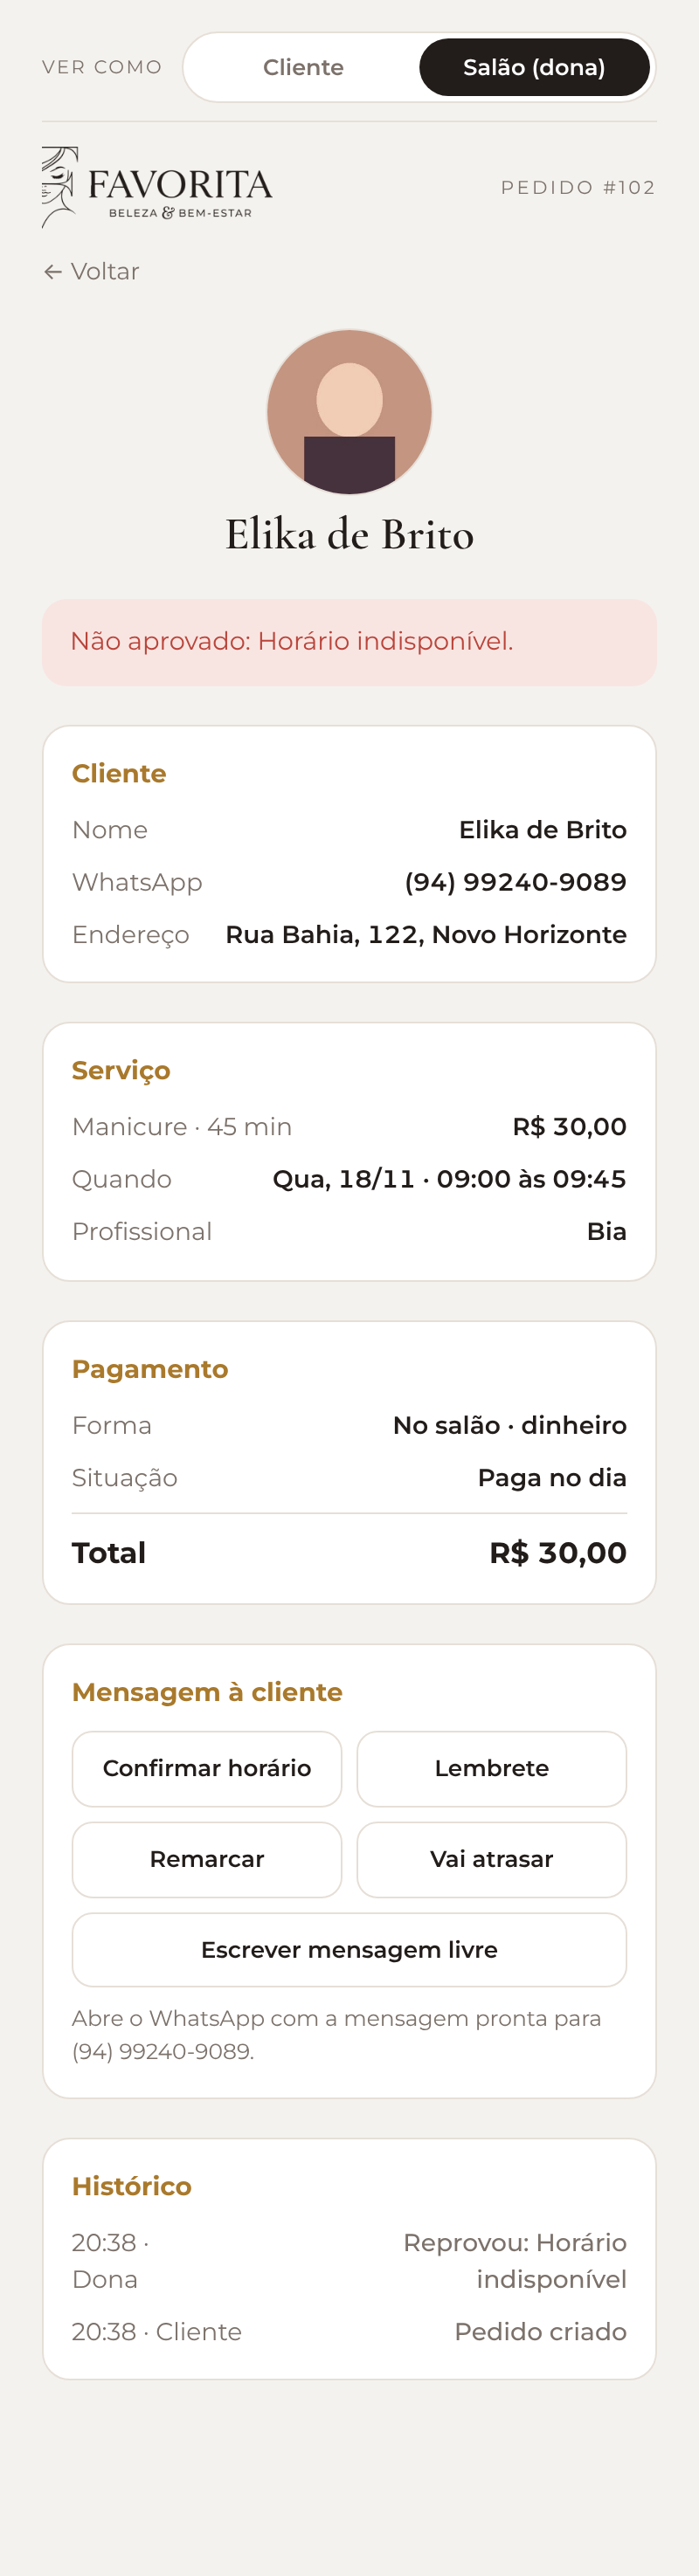 VER COMO
Cliente
Salão (dona)
FAVORITA
BELEZA & BEM-ESTAR
PEDIDO #102
← Voltar
Elika de Brito
Não aprovado: Horário indisponível.
Cliente
Nome Elika de Brito
WhatsApp (94) 99240-9089
Endereço Rua Bahia, 122, Novo Horizonte
Serviço
Manicure · 45 min R$ 30,00
Quando Qua, 18/11 · 09:00 às 09:45
Profissional Bia
Pagamento
Forma No salão · dinheiro
Situação Paga no dia
Total R$ 30,00
Mensagem à cliente
Confirmar horário
Lembrete
Remarcar
Vai atrasar
Escrever mensagem livre
Abre o WhatsApp com a mensagem pronta para
(94) 99240-9089.
Histórico
20:38 ·
Dona
Reprovou: Horário
indisponível
20:38 · Cliente Pedido criado